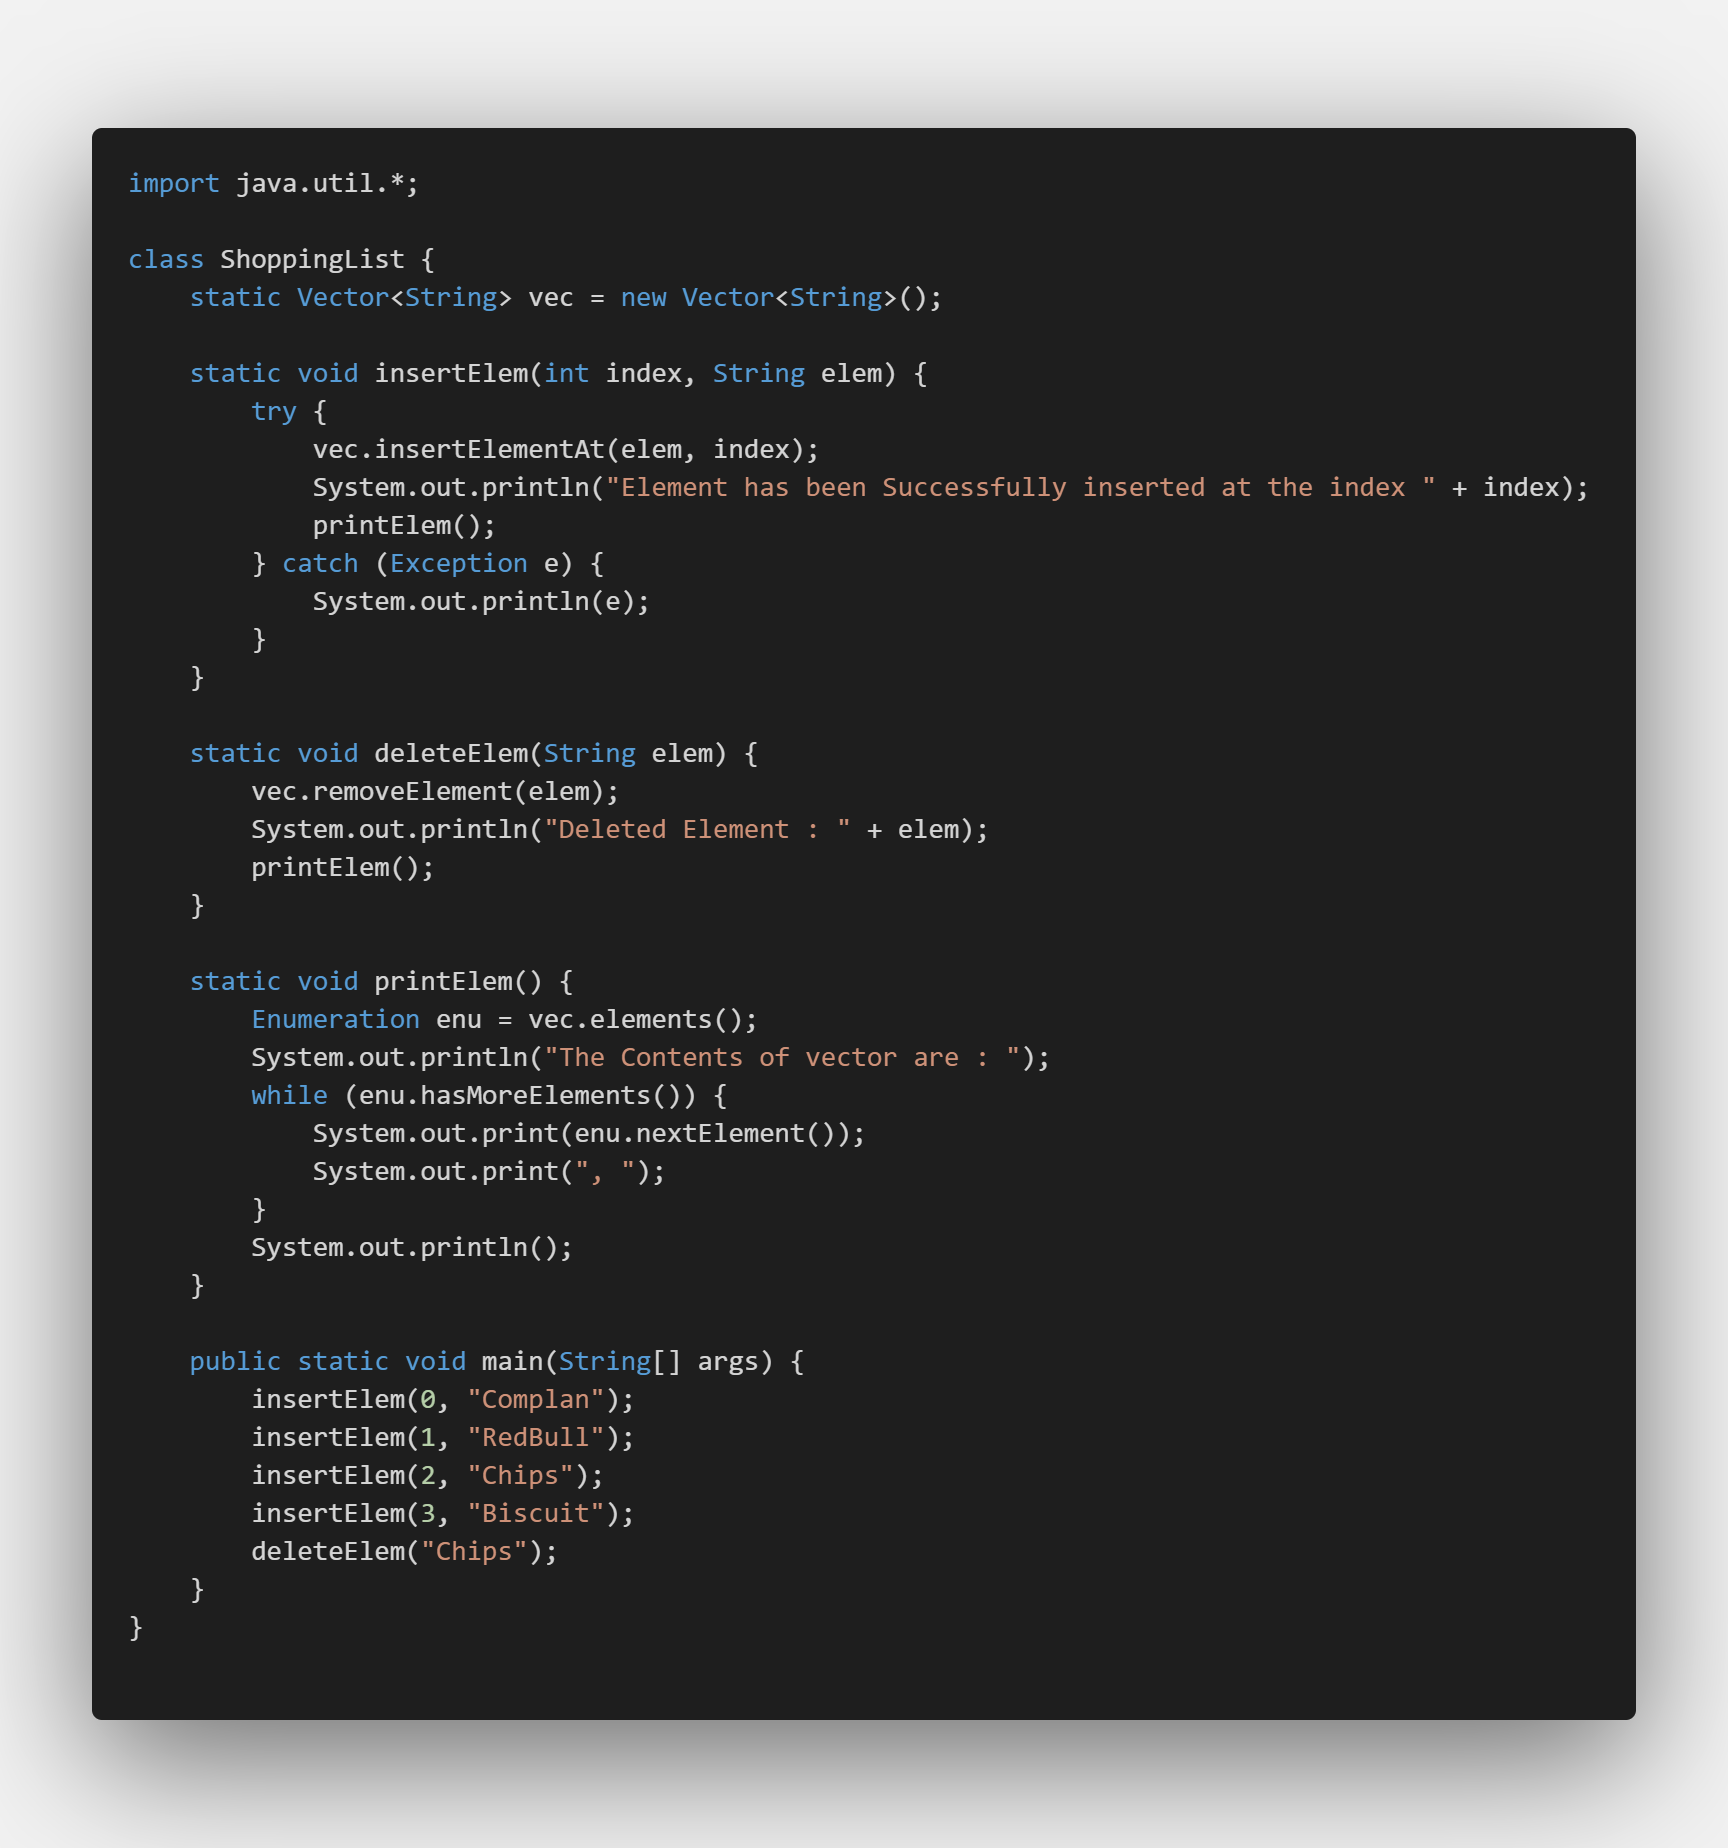 import java.util.*;

class ShoppingList {
    static Vector<String> vec = new Vector<String>();

    static void insertElem(int index, String elem) {
        try {
            vec.insertElementAt(elem, index);
            System.out.println("Element has been Successfully inserted at the index " + index);
            printElem();
        } catch (Exception e) {
            System.out.println(e);
        }
    }

    static void deleteElem(String elem) {
        vec.removeElement(elem);
        System.out.println("Deleted Element : " + elem);
        printElem();
    }

    static void printElem() {
        Enumeration enu = vec.elements();
        System.out.println("The Contents of vector are : ");
        while (enu.hasMoreElements()) {
            System.out.print(enu.nextElement());
            System.out.print(", ");
        }
        System.out.println();
    }

    public static void main(String[] args) {
        insertElem(0, "Complan");
        insertElem(1, "RedBull");
        insertElem(2, "Chips");
        insertElem(3, "Biscuit");
        deleteElem("Chips");
    }
}